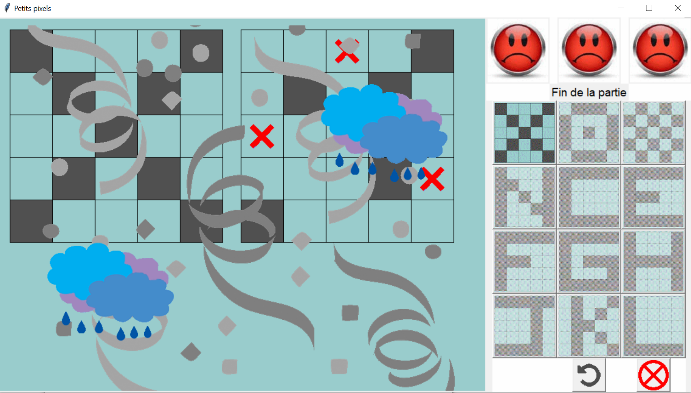 Petits pixels
Fin de la partie